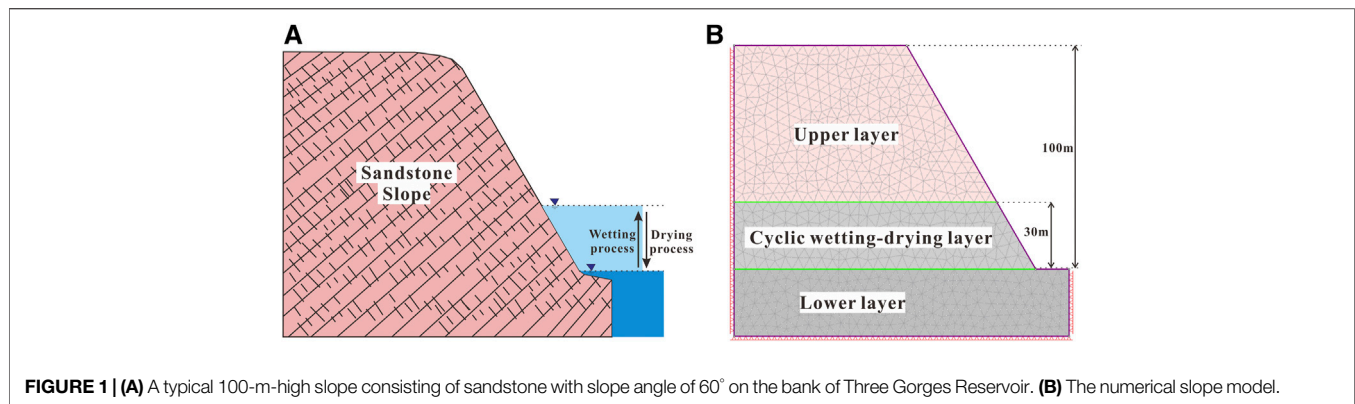 A
Sandstone
Slope
Wetting
process
Drying
process
B
Upper layer
100m
Cyclic wetting-drying layer
30m
Lower layer
FIGURE 1 | (A) A typical 100-m-high slope consisting of sandstone with slope angle of 60° on the bank of Three Gorges Reservoir. (B) The numerical slope model.